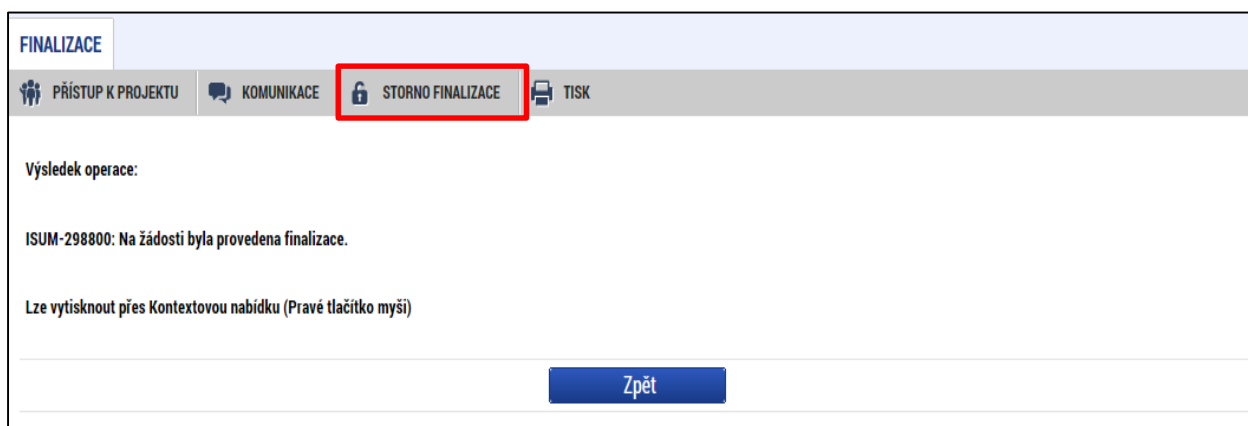 FINALIZACE
PŘÍSTUP K PROJEKTU KOMUNIKACE STORNO FINALIZACE TISK
Výsledek operace:
ISUM-298800: Na žádosti byla provedena finalizace.
Lze vytisknout přes Kontextovou nabídku (Pravé tlačítko myši)
Zpět